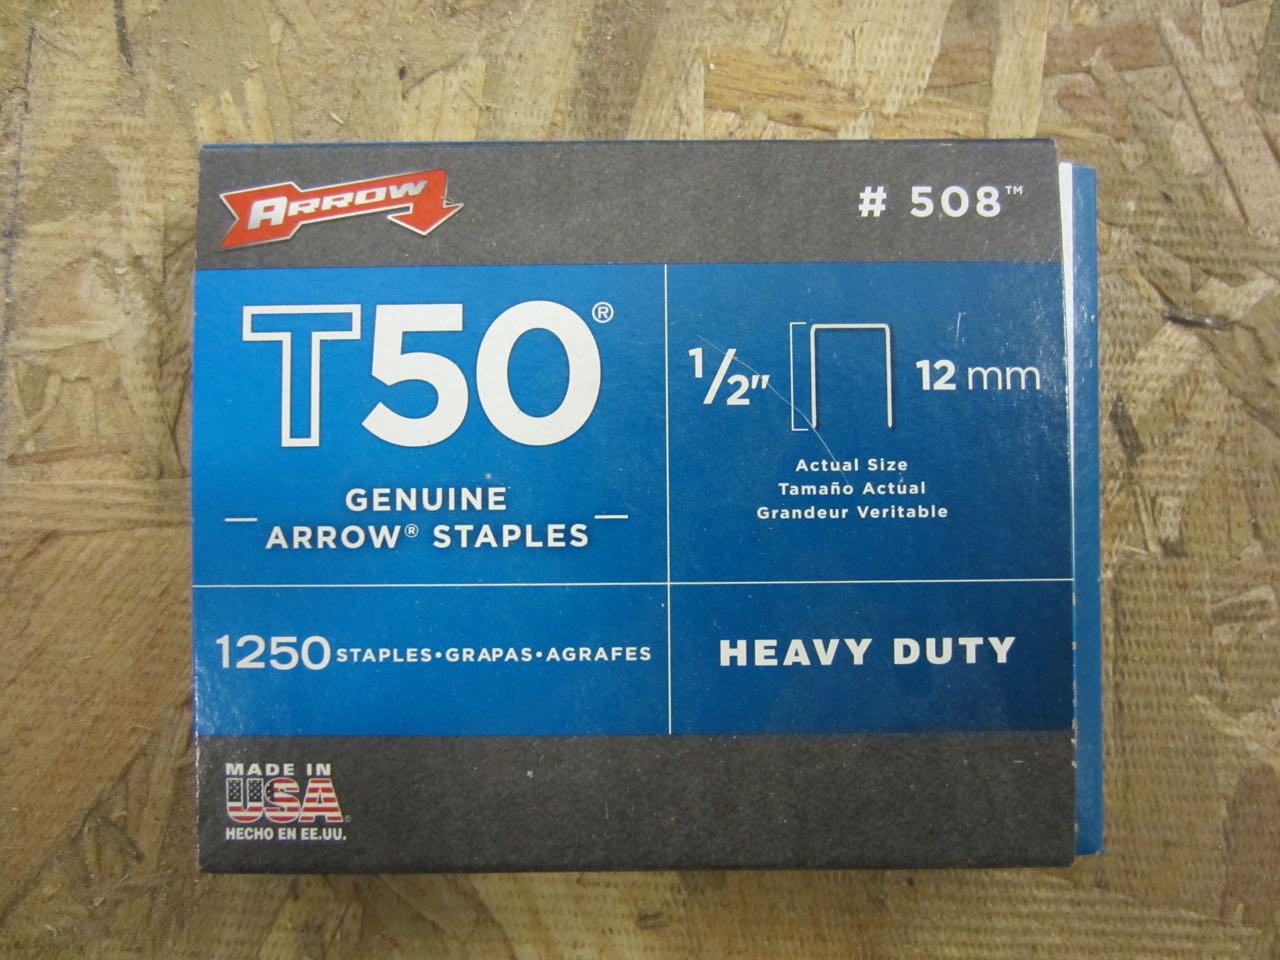 ARROW
# 508™
T50®
GENUINE
ARROW® STAPLES
1/2"
12 mm
Actual Size
Tamaño Actual
Grandeur Veritable
1250 STAPLES•GRAPAS•AGRAFES
HEAVY DUTY
MADE IN
USA
HECHO EN EE.UU.